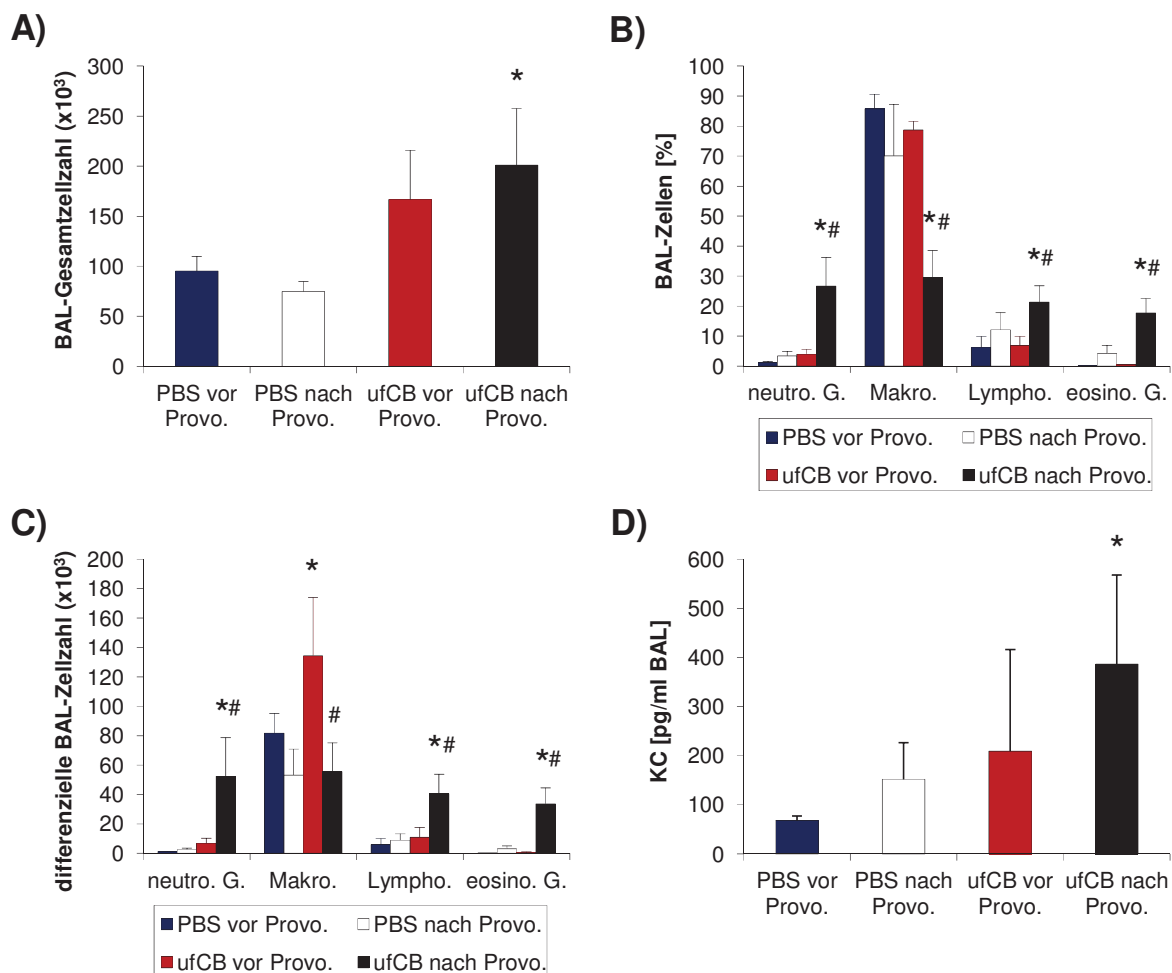 A)
BAL-Gesamtzellzahl (x10³)
300
250
200
150
100
50
0
*
PBS vor Provo.
PBS nach Provo.
ufCB vor Provo.
ufCB nach Provo.
B)
BAL-Zellen [%]
100
90
80
70
60
50
40
30
20
10
0
*#
*#
*#
*#
neutro. G.
Makro.
Lympho.
eosino. G.
PBS vor Provo.
PBS nach Provo.
ufCB vor Provo.
ufCB nach Provo.
C)
differenzielle BAL-Zellzahl (x10³)
200
180
160
140
120
100
80
60
40
20
0
*#
*
#
*#
*#
neutro. G.
Makro.
Lympho.
eosino. G.
PBS vor Provo.
PBS nach Provo.
ufCB vor Provo.
ufCB nach Provo.
D)
KC [pg/ml BAL]
600
500
400
300
200
100
0
*
PBS vor Provo.
PBS nach Provo.
ufCB vor Provo.
ufCB nach Provo.